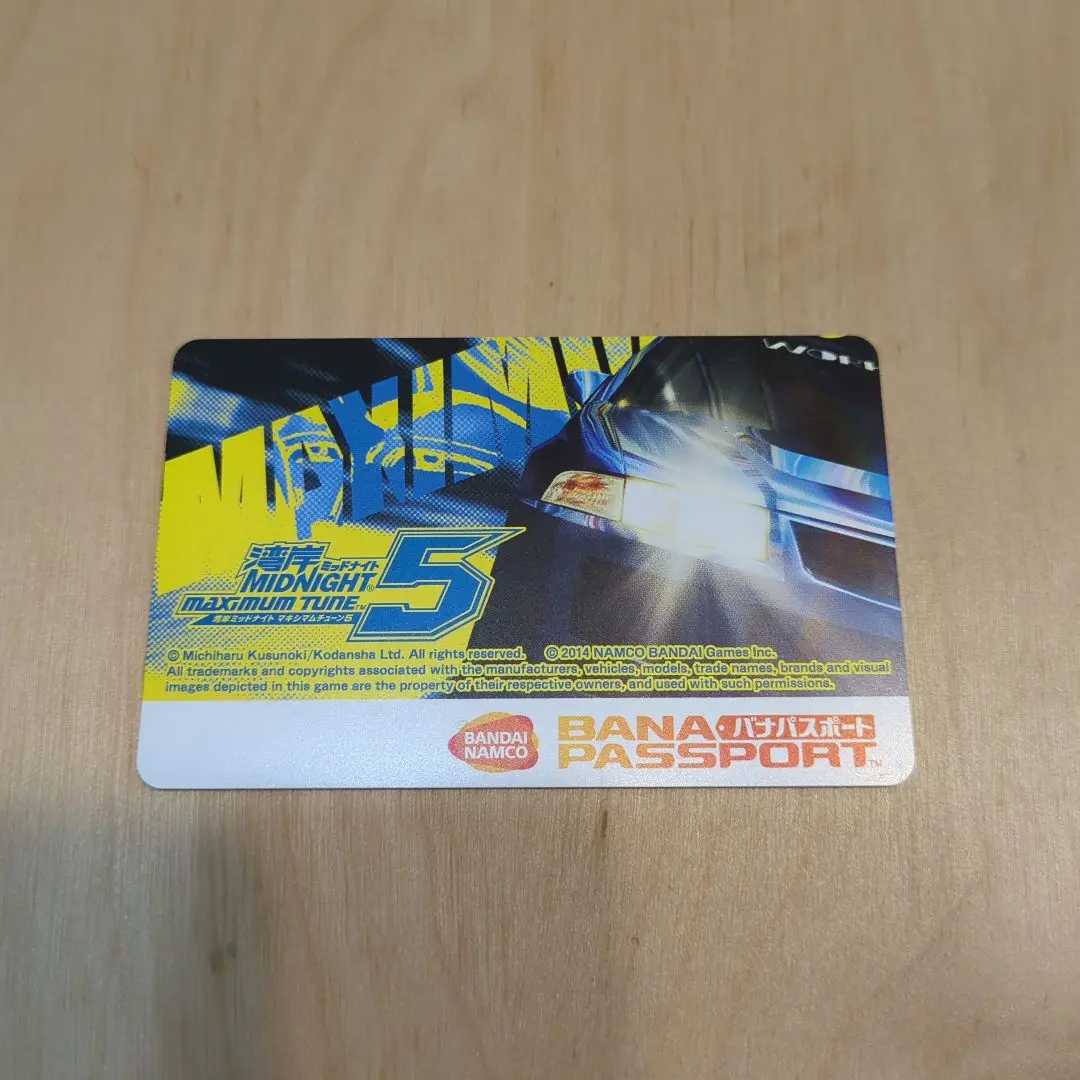 MAXIMU
湾岸 ミッドナイト
MIDNIGHT®
MAXIMUM TUNE™ 5
湾岸ミッドナイト マキシマムチューン5
© Michiharu Kusunoki/Kodansha Ltd. All rights reserved. © 2014 NAMCO BANDAI Games Inc.
All trademarks and copyrights associated with the manufacturers, vehicles, models, trade names, brands and visual
images depicted in this game are the property of their respective owners, and used with such permissions.
BANDAI
NAMCO
BANA・バナパスポート
PASSPORT™